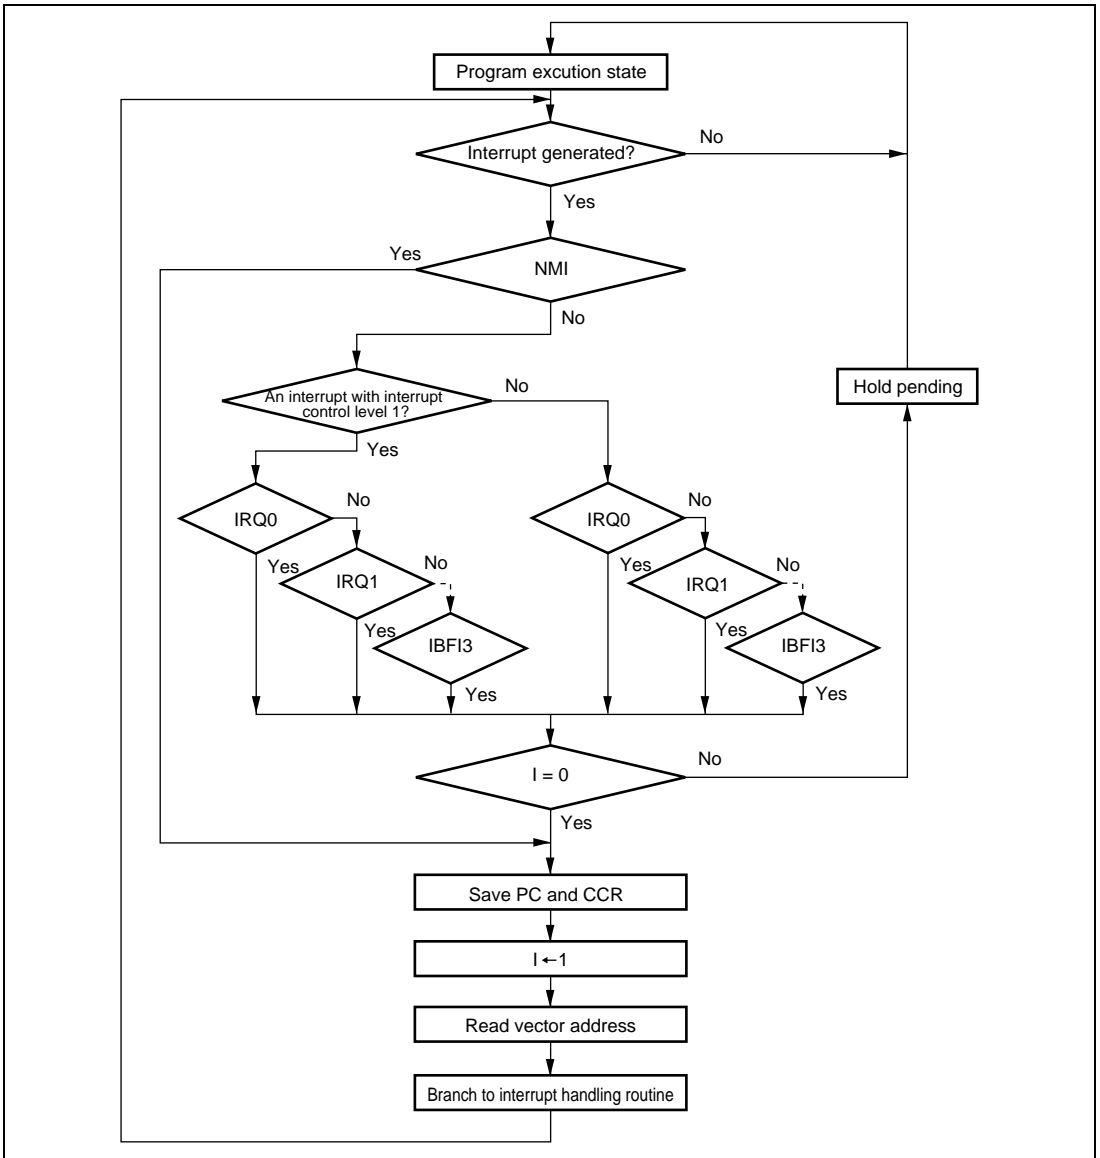 Program excution state
No
Interrupt generated?
Yes
Yes
NMI
No
Hold pending
An interrupt with interrupt
control level 1?
No
Yes
IRQ0
No
IRQ0
No
Yes
IRQ1
No
Yes
IRQ1
No
Yes
IBFI3
Yes
IBFI3
Yes
Yes
I = 0
No
Yes
Save PC and CCR
I ←1
Read vector address
Branch to interrupt handling routine